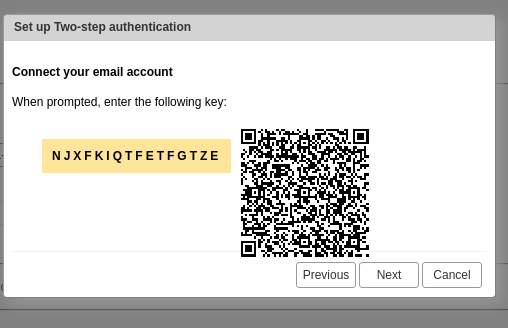 Set up Two-step authentication
Connect your email account
When prompted, enter the following key:
NJXFKIQTFETFGTZE
Previous Next Cancel